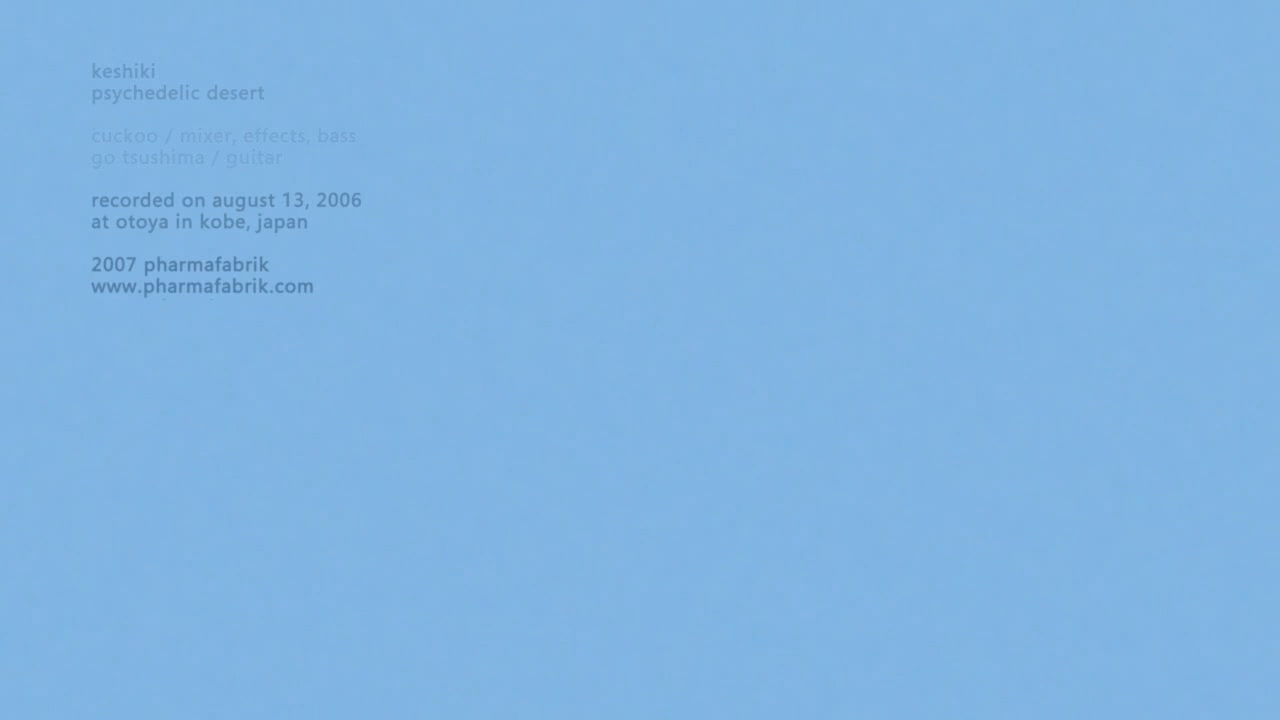 keshiki
psychedelic desert
cuckoo / mixer, effects, bass
go tsushima / guitar
recorded on august 13, 2006
at otoya in kobe, japan
2007 pharmafabrik
www.pharmafabrik.com